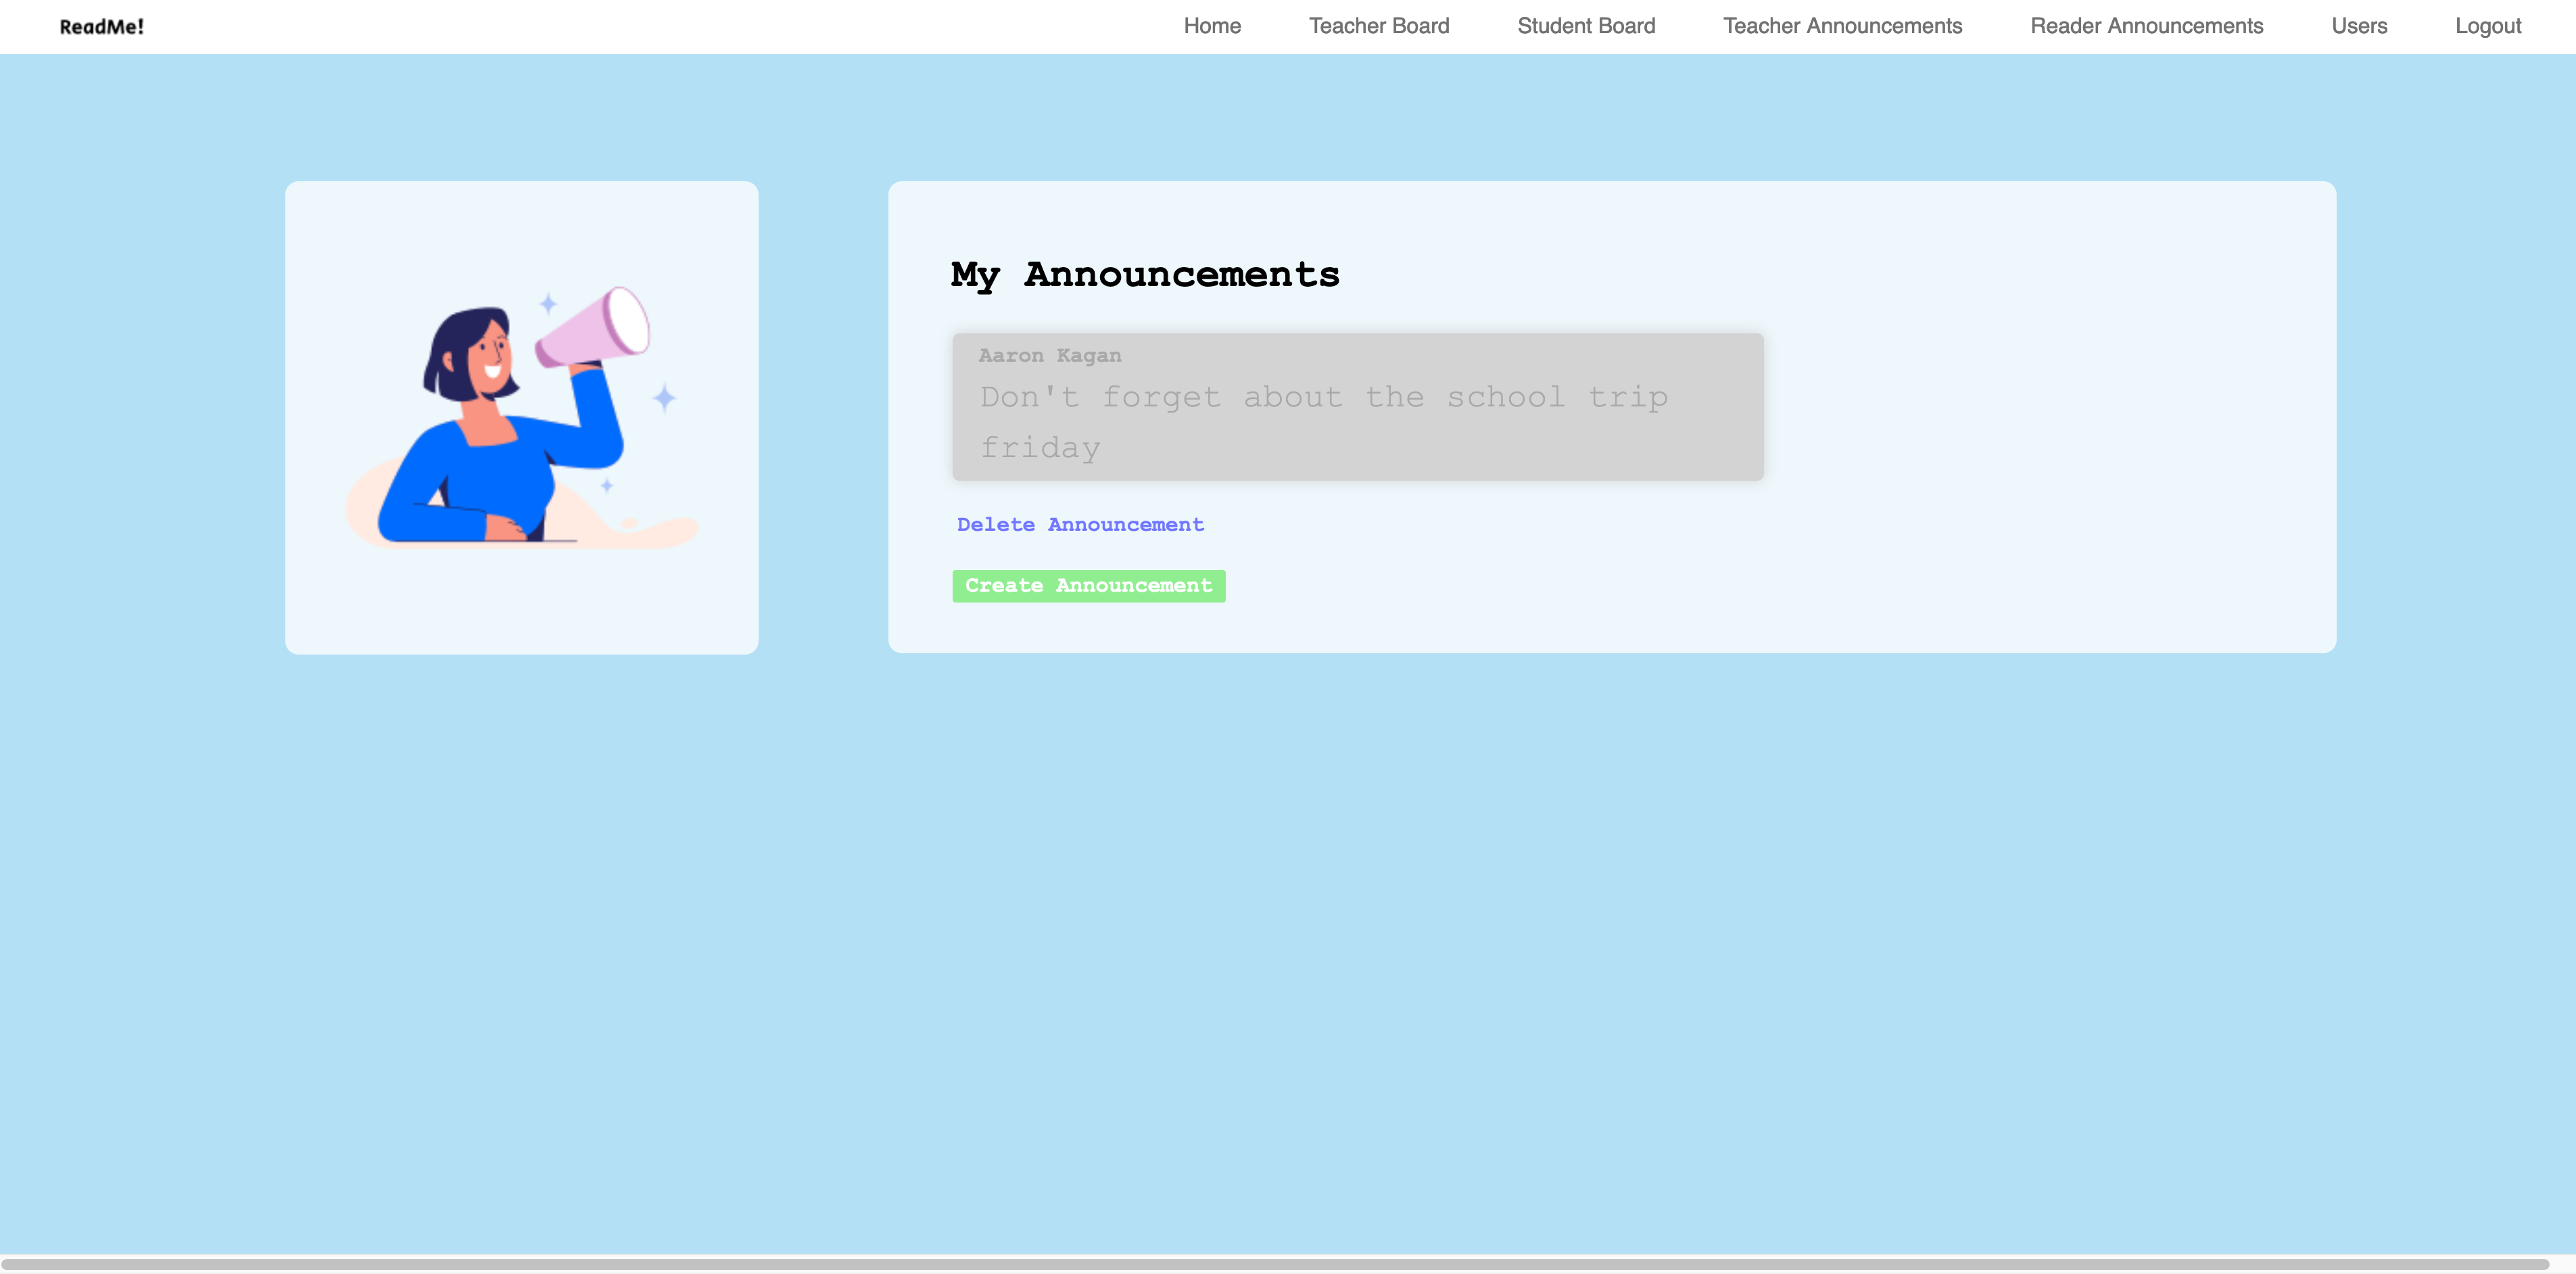 ReadMe!
Home Teacher Board Student Board Teacher Announcements Reader Announcements Users Logout
My Announcements
Aaron Kagan
Don't forget about the school trip
friday
Delete Announcement
Create Announcement